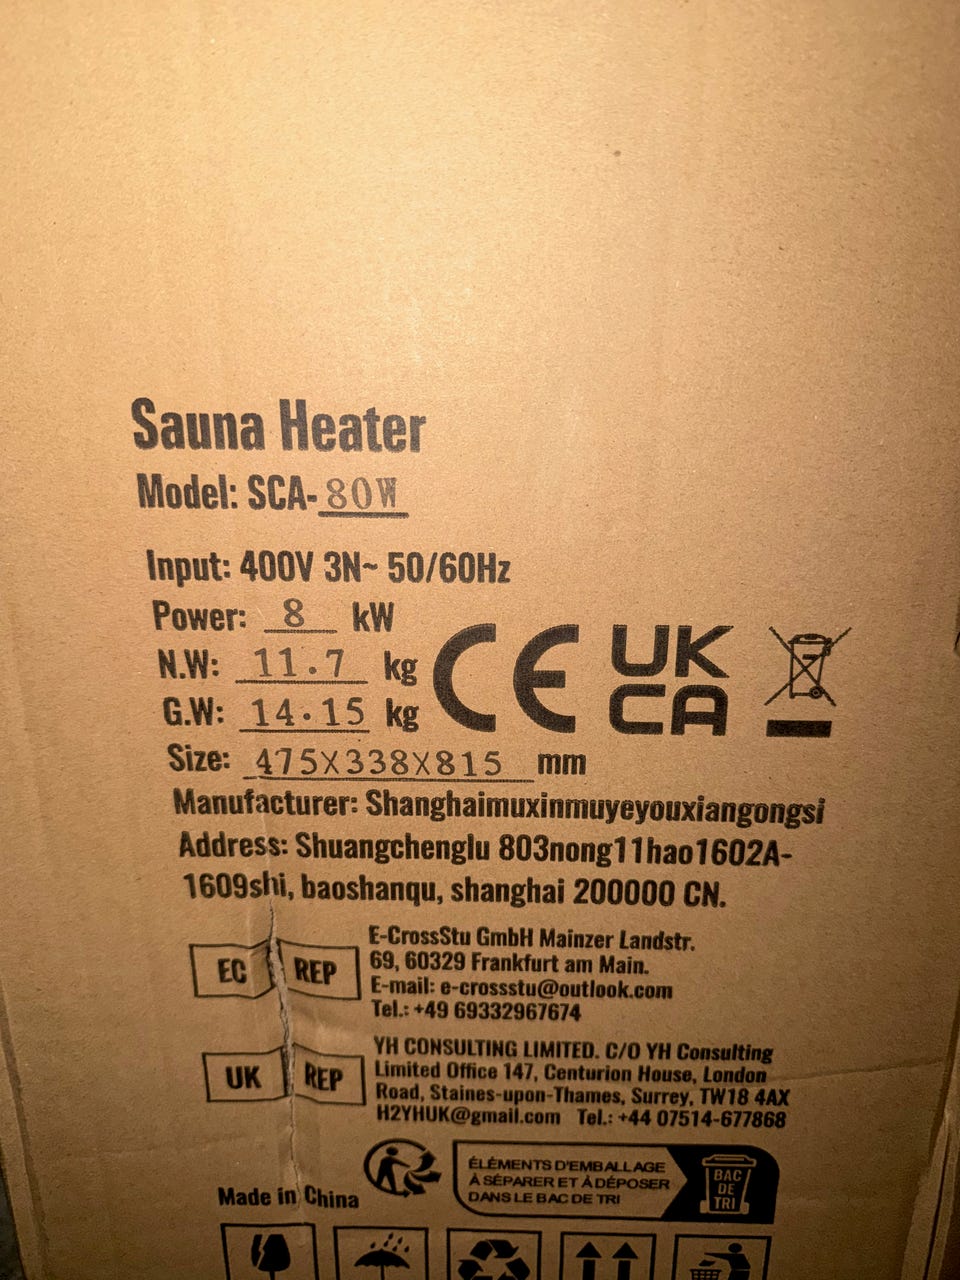 Sauna Heater
Model: SCA-80W
Input: 400V 3N~ 50/60Hz
Power: 8 kW
N.W: 11.7 kg
G.W: 14.15 kg
CE UK CA
Size: 475X338X815 mm
Manufacturer: Shanghaimuxinmuyeyouxiangongsi
Address: Shuangchenglu 803nong11hao1602A-
1609shi, baoshanqu, shanghai 200000 CN.
EC REP
E-CrossStu GmbH Mainzer Landstr.
69, 60329 Frankfurt am Main.
E-mail: e-crossstu@outlook.com
Tel.: +49 69332967674
UK REP
YH CONSULTING LIMITED. C/O YH Consulting
Limited Office 147, Centurion House, London
Road, Staines-upon-Thames, Surrey, TW18 4AX
H2YHUK@gmail.com Tel.: +44 07514-677868
Made in China
ÉLÉMENTS D'EMBALLAGE
À SÉPARER ET À DÉPOSER
DANS LE BAC DE TRI
BAC
DE
TRI